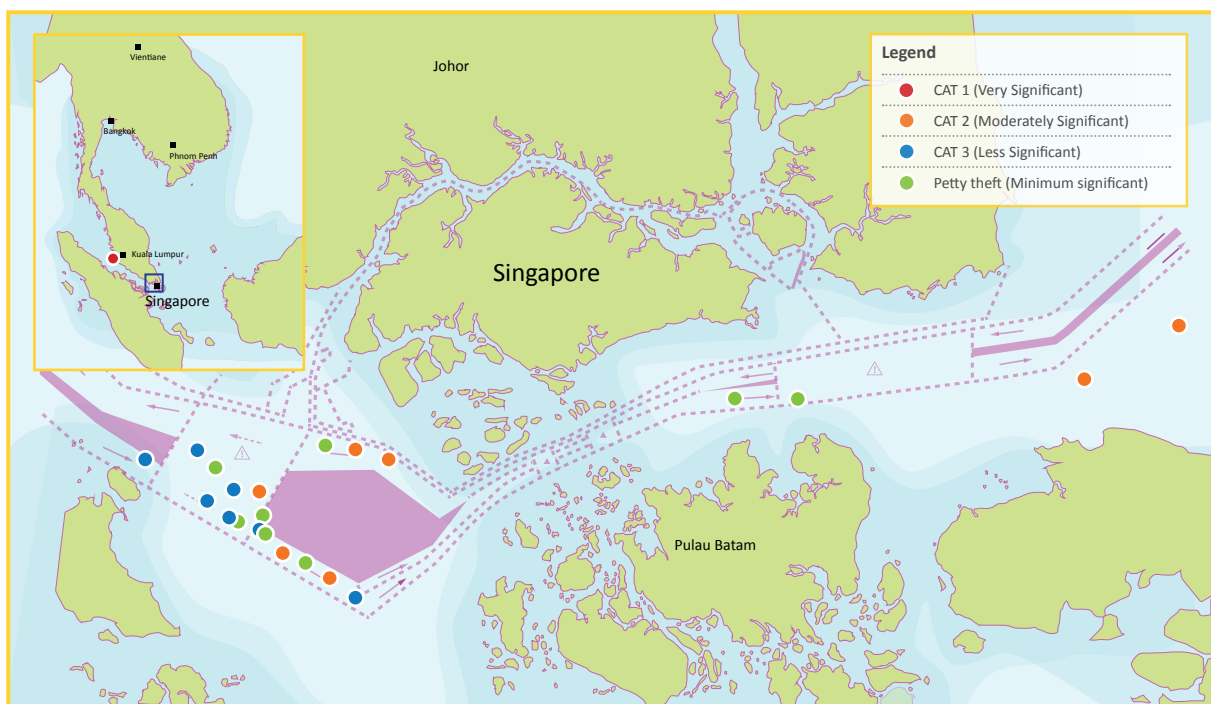 Vientiane
Bangkok
Phnom Penh
Kuala Lumpur
Singapore
Johor
Singapore
Pulau Batam
Legend
CAT 1 (Very Significant)
CAT 2 (Moderately Significant)
CAT 3 (Less Significant)
Petty theft (Minimum significant)